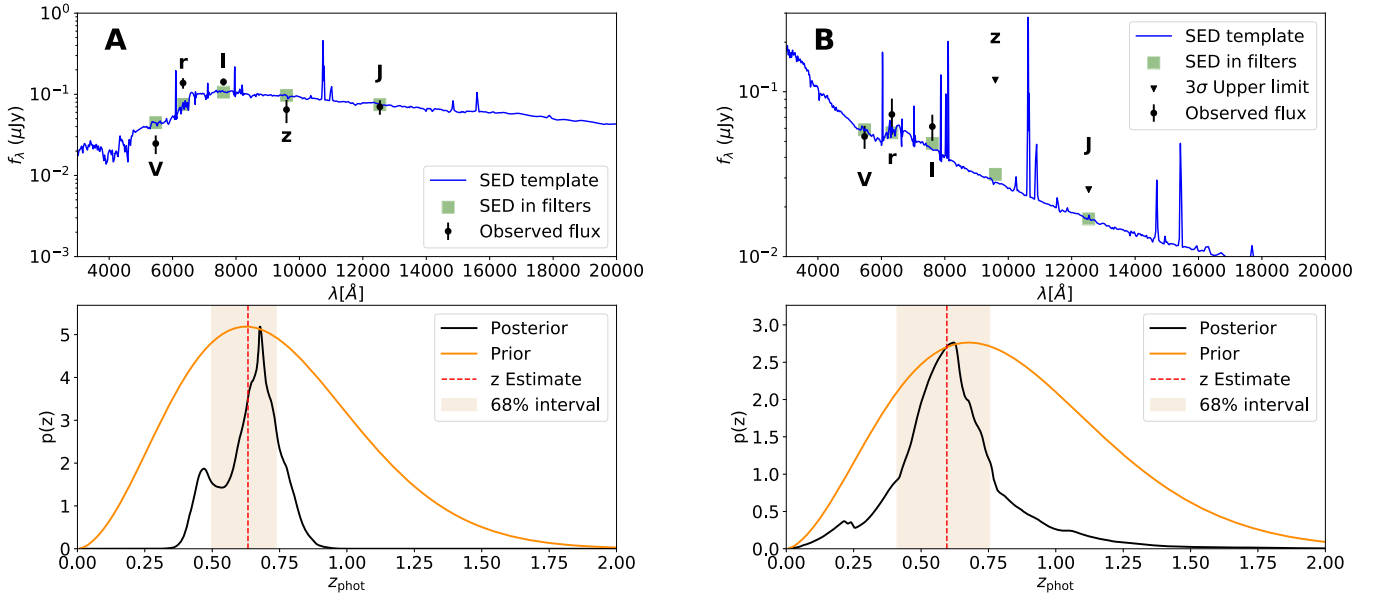 A
10^0
10^-1
10^-2
10^-3
f_λ (μJy)
V
r
I
z
J
SED template
SED in filters
Observed flux
4000 6000 8000 10000 12000 14000 16000 18000 20000
λ[Å]
B
10^-1
10^-2
f_λ (μJy)
V
r
I
z
J
SED template
SED in filters
3σ Upper limit
Observed flux
4000 6000 8000 10000 12000 14000 16000 18000 20000
λ[Å]
5
4
3
2
1
0
p(z)
Posterior
Prior
z Estimate
68% interval
0.00 0.25 0.50 0.75 1.00 1.25 1.50 1.75 2.00
z_phot
3.0
2.5
2.0
1.5
1.0
0.5
0.0
p(z)
Posterior
Prior
z Estimate
68% interval
0.00 0.25 0.50 0.75 1.00 1.25 1.50 1.75 2.00
z_phot